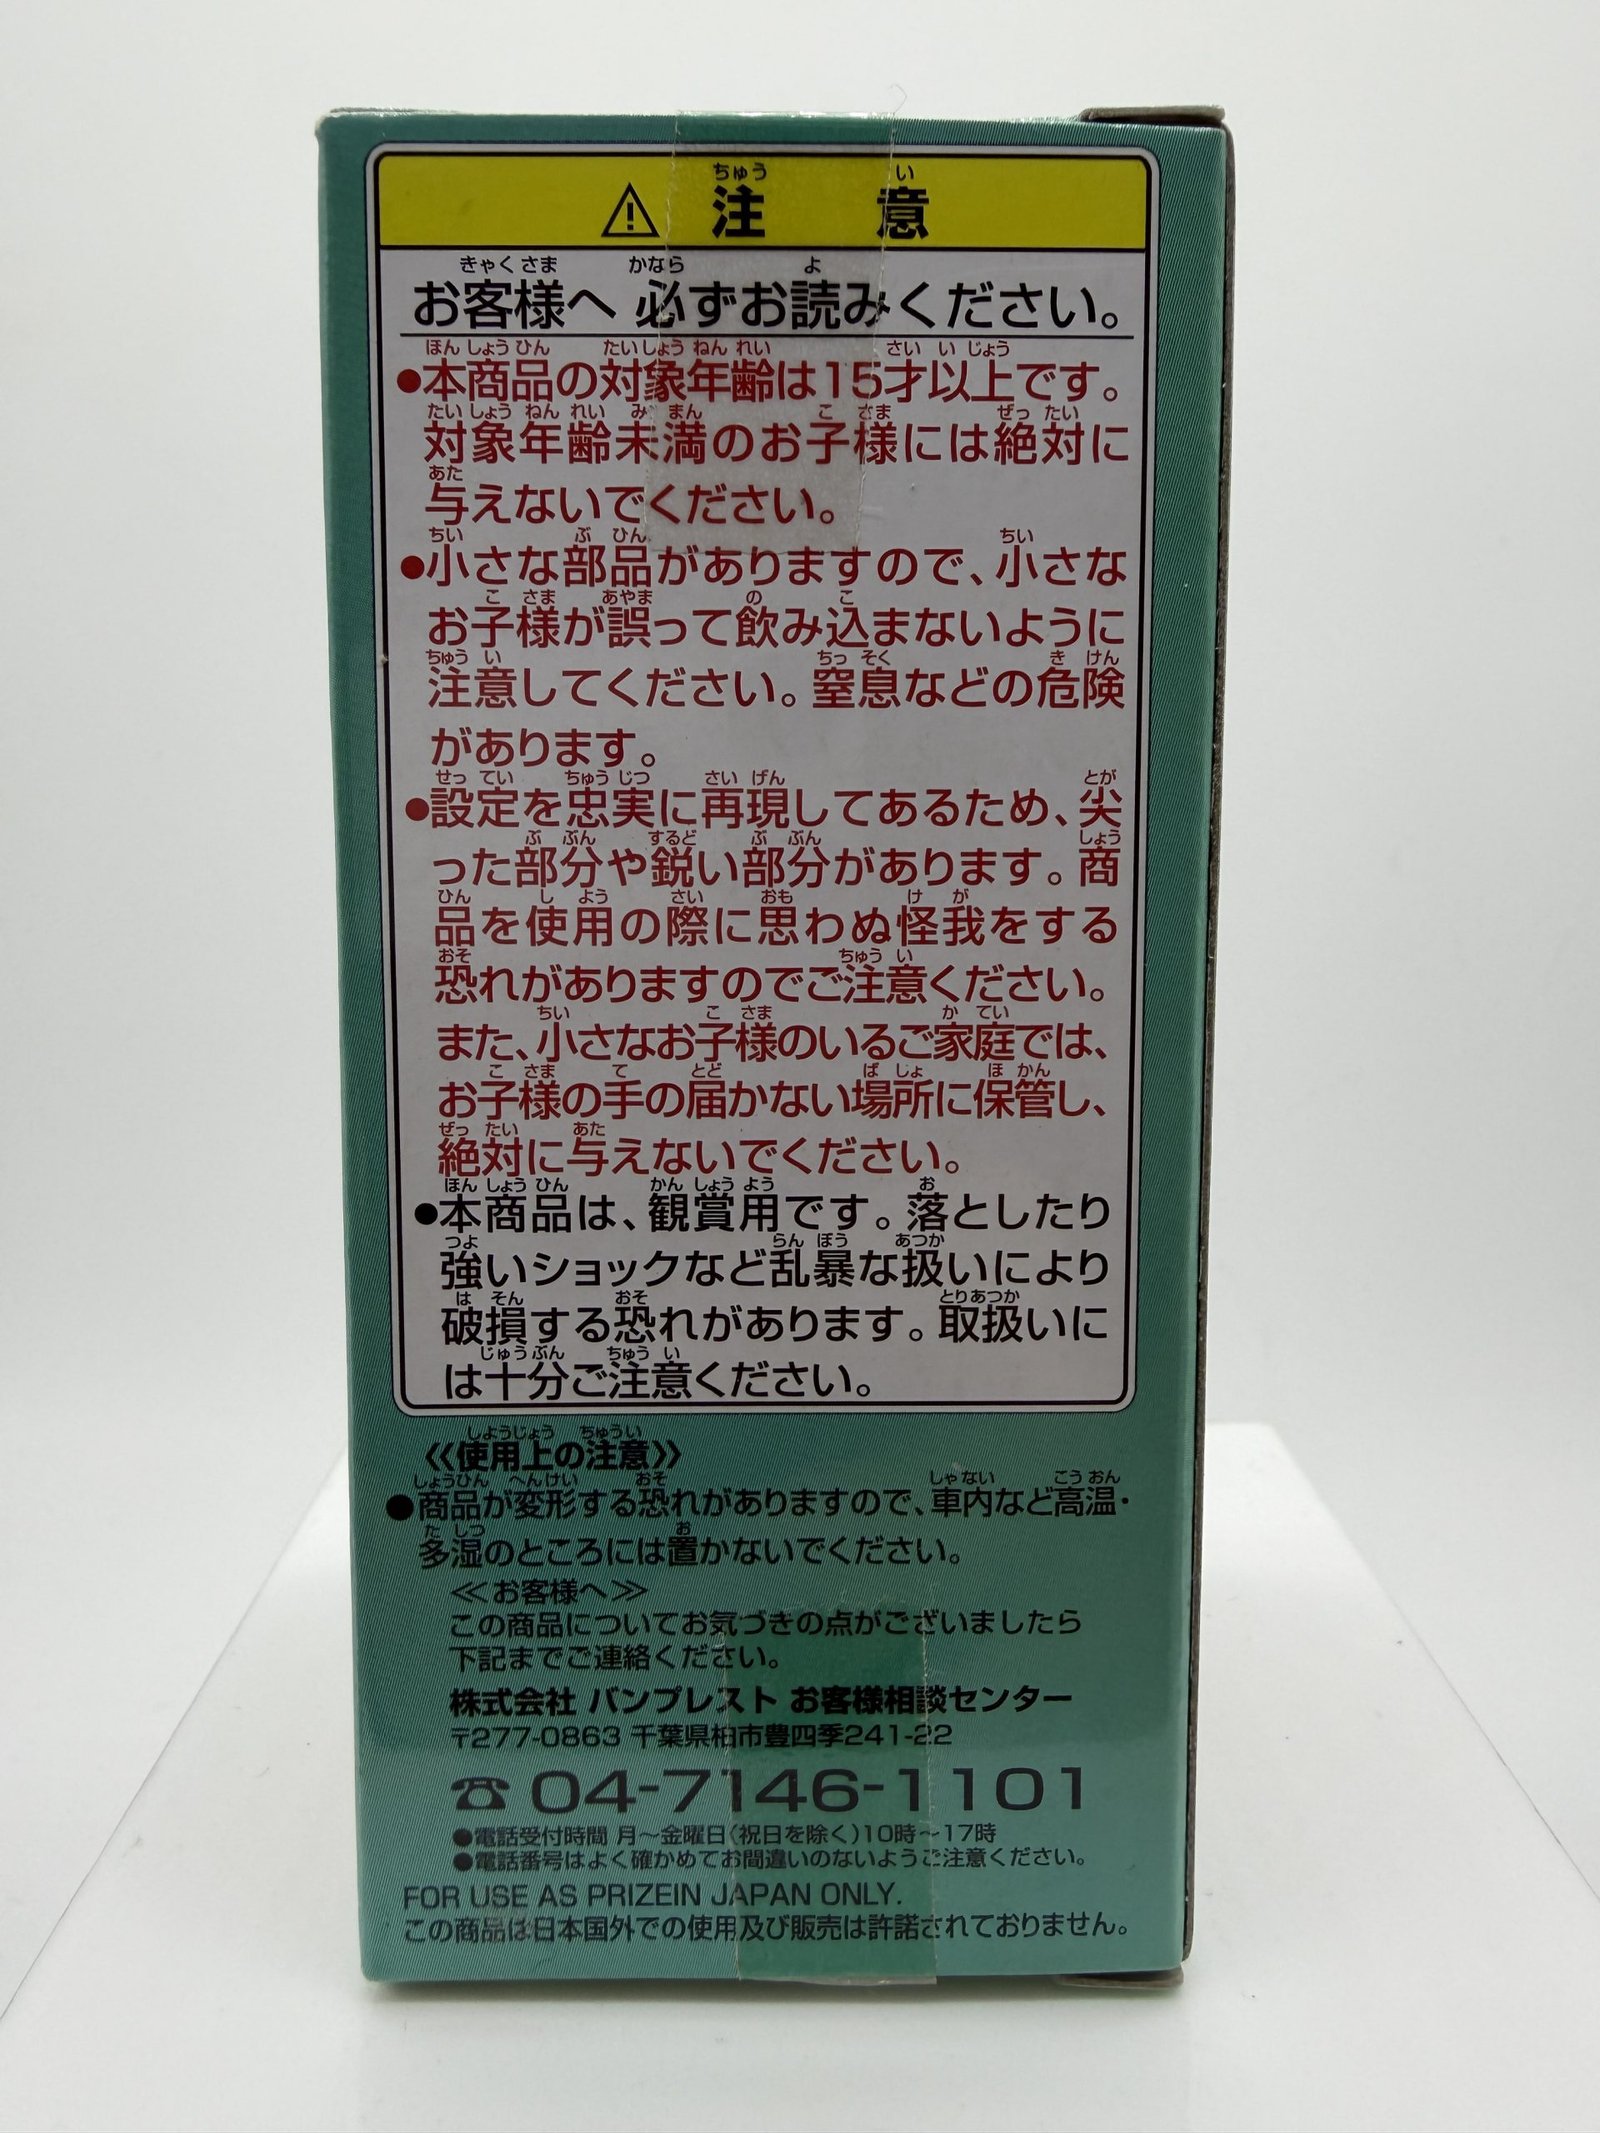 ⚠ 注意
お客様へ 必ずお読みください。
●本商品の対象年齢は15才以上です。
対象年齢未満のお子様には絶対に
与えないでください。
●小さな部品がありますので、小さな
お子様が誤って飲み込まないように
注意してください。窒息などの危険
があります。
●設定を忠実に再現してあるため、尖
った部分や鋭い部分があります。商
品を使用の際に思わぬ怪我をする
恐れがありますのでご注意ください。
また、小さなお子様のいるご家庭では、
お子様の手の届かない場所に保管し、
絶対に与えないでください。
●本商品は、観賞用です。落としたり
強いショックなど乱暴な扱いにより
破損する恐れがあります。取扱いに
は十分ご注意ください。
《使用上の注意》
●商品が変形する恐れがありますので、車内など高温・
多湿のところには置かないでください。
≪お客様へ≫
この商品についてお気づきの点がございましたら
下記までご連絡ください。
株式会社 バンプレスト お客様相談センター
〒277-0863 千葉県柏市豊四季241-22
☎04-7146-1101
●電話受付時間 月〜金曜日(祝日を除く)10時〜17時
●電話番号はよく確かめてお間違いのないようご注意ください。
FOR USE AS PRIZEIN JAPAN ONLY.
この商品は日本国外での使用及び販売は許諾されておりません。